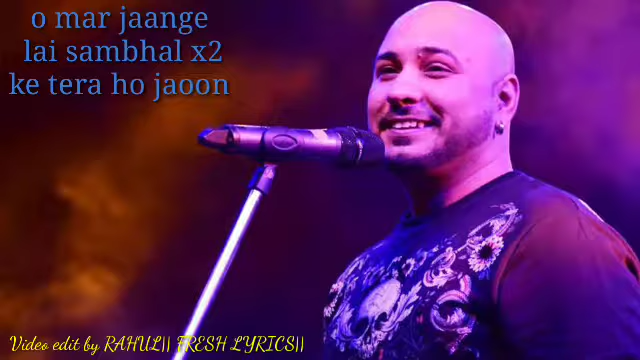 o mar jaange
lai sambhal x2
ke tera ho jaoon
Video edit by RAHUL|| FRESH LYRICS||